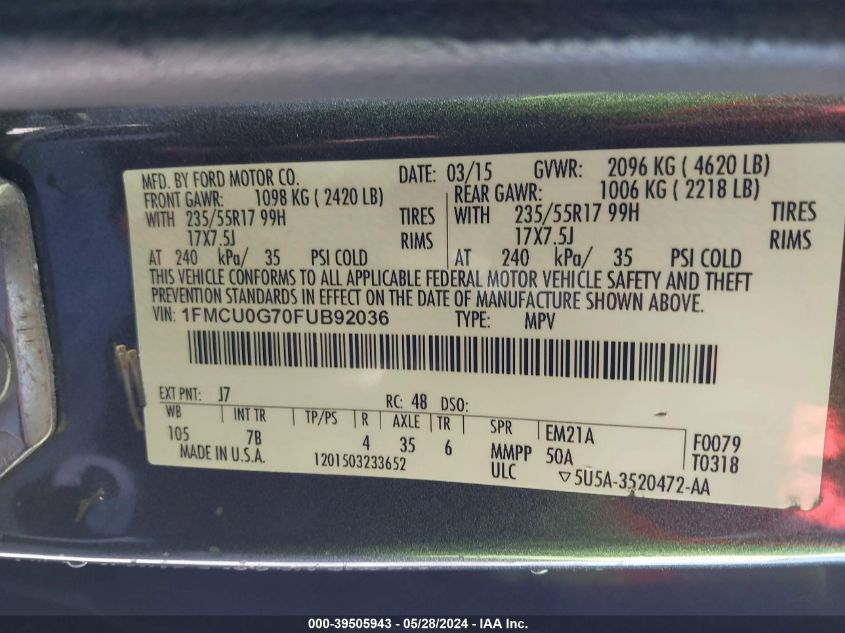 MFD. BY FORD MOTOR CO. DATE: 03/15 GVWR: 2096 KG ( 4620 LB)
FRONT GAWR: 1098 KG ( 2420 LB) REAR GAWR: 1006 KG ( 2218 LB)
WITH 235/55R17 99H TIRES WITH 235/55R17 99H TIRES
17X7.5J RIMS 17X7.5J RIMS
AT 240 kPa/ 35 PSI COLD AT 240 kPa/ 35 PSI COLD
THIS VEHICLE CONFORMS TO ALL APPLICABLE FEDERAL MOTOR VEHICLE SAFETY AND THEFT
PREVENTION STANDARDS IN EFFECT ON THE DATE OF MANUFACTURE SHOWN ABOVE.
VIN: 1FMCU0G70FUB92036 TYPE: MPV
EXT PNT: J7 RC: 48 DSO:
WB INT TR TP/PS R AXLE TR SPR EM21A F0079
105 7B 4 35 6 MMPP 50A T0318
MADE IN U.S.A. 1201503233652 ULC ▽5U5A-3520472-AA
000-39505943 / 05/28/2024 - IAA Inc.